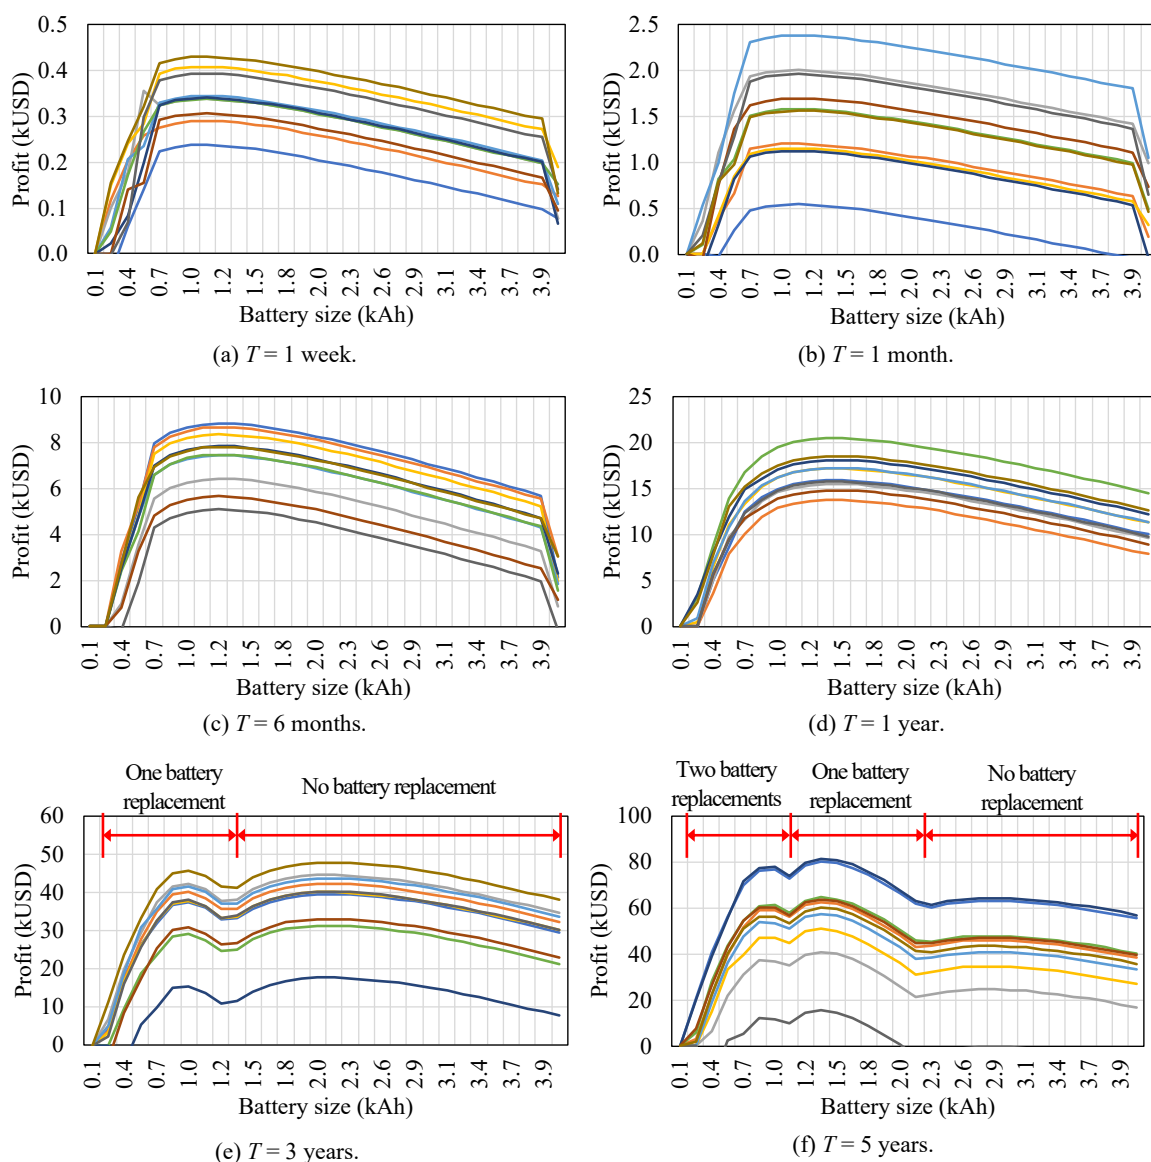 0.5
0.4
0.3
0.2
0.1
0.0
Profit (kUSD)
0.1 0.4 0.7 1.0 1.2 1.5 1.8 2.0 2.3 2.6 2.9 3.1 3.4 3.7 3.9
Battery size (kAh)
(a) T = 1 week.
2.5
2.0
1.5
1.0
0.5
0.0
Profit (kUSD)
0.1 0.4 0.7 1.0 1.2 1.5 1.8 2.0 2.3 2.6 2.9 3.1 3.4 3.7 3.9
Battery size (kAh)
(b) T = 1 month.
10
8
6
4
2
0
Profit (kUSD)
0.1 0.4 0.7 1.0 1.2 1.5 1.8 2.0 2.3 2.6 2.9 3.1 3.4 3.7 3.9
Battery size (kAh)
(c) T = 6 months.
25
20
15
10
5
0
Profit (kUSD)
0.1 0.4 0.7 1.0 1.2 1.5 1.8 2.0 2.3 2.6 2.9 3.1 3.4 3.7 3.9
Battery size (kAh)
(d) T = 1 year.
One battery
replacement
No battery replacement
60
50
40
30
20
10
0
Profit (kUSD)
0.1 0.4 0.7 1.0 1.2 1.5 1.8 2.0 2.3 2.6 2.9 3.1 3.4 3.7 3.9
Battery size (kAh)
(e) T = 3 years.
Two battery
replacements
One battery
replacement
No battery
replacement
100
80
60
40
20
0
Profit (kUSD)
0.1 0.4 0.7 1.0 1.2 1.5 1.8 2.0 2.3 2.6 2.9 3.1 3.4 3.7 3.9
Battery size (kAh)
(f) T = 5 years.